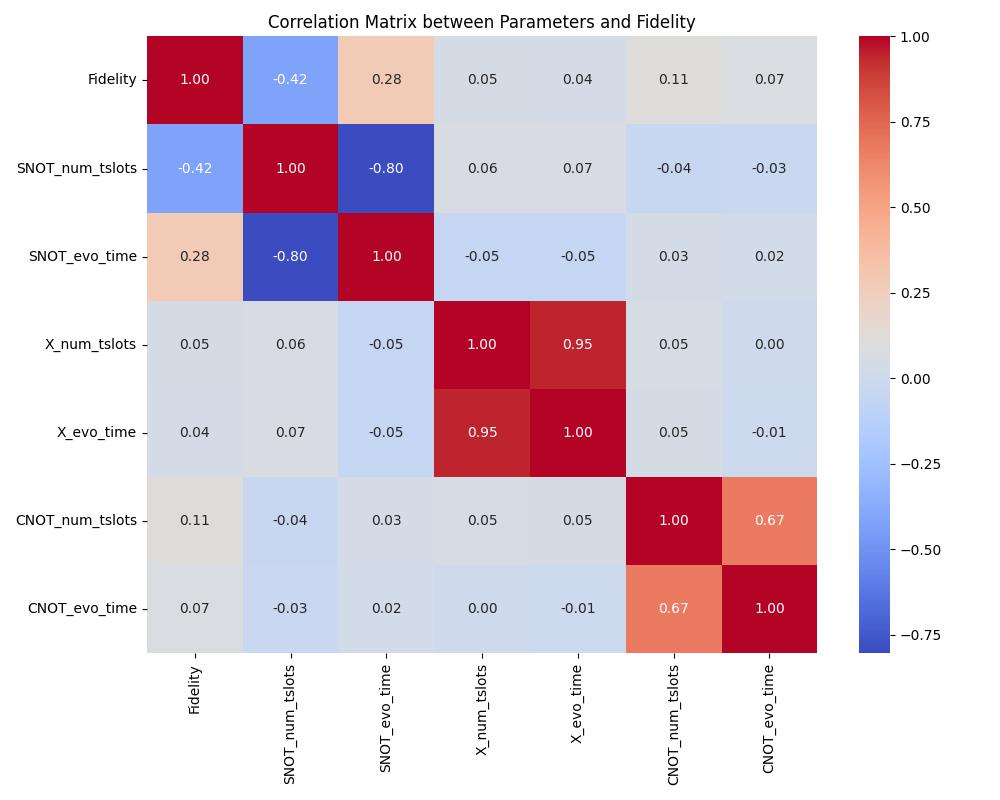 Correlation Matrix between Parameters and Fidelity
Fidelity 1.00 -0.42 0.28 0.05 0.04 0.11 0.07
SNOT_num_tslots -0.42 1.00 -0.80 0.06 0.07 -0.04 -0.03
SNOT_evo_time 0.28 -0.80 1.00 -0.05 -0.05 0.03 0.02
X_num_tslots 0.05 0.06 -0.05 1.00 0.95 0.05 0.00
X_evo_time 0.04 0.07 -0.05 0.95 1.00 0.05 -0.01
CNOT_num_tslots 0.11 -0.04 0.03 0.05 0.05 1.00 0.67
CNOT_evo_time 0.07 -0.03 0.02 0.00 -0.01 0.67 1.00
Fidelity
SNOT_num_tslots
SNOT_evo_time
X_num_tslots
X_evo_time
CNOT_num_tslots
CNOT_evo_time
1.00
0.75
0.50
0.25
0.00
−0.25
−0.50
−0.75